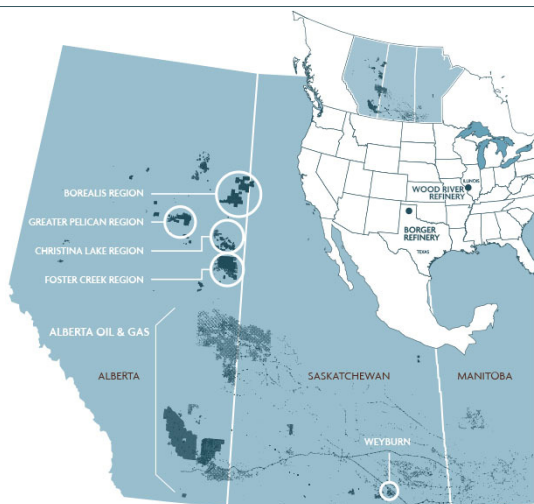 BOREALIS REGION
GREATER PELICAN REGION
CHRISTINA LAKE REGION
FOSTER CREEK REGION
ALBERTA OIL & GAS
ALBERTA
SASKATCHEWAN
MANITOBA
WEYBURN
ILLINOIS
WOOD RIVER
REFINERY
BORGER
REFINERY
TEXAS